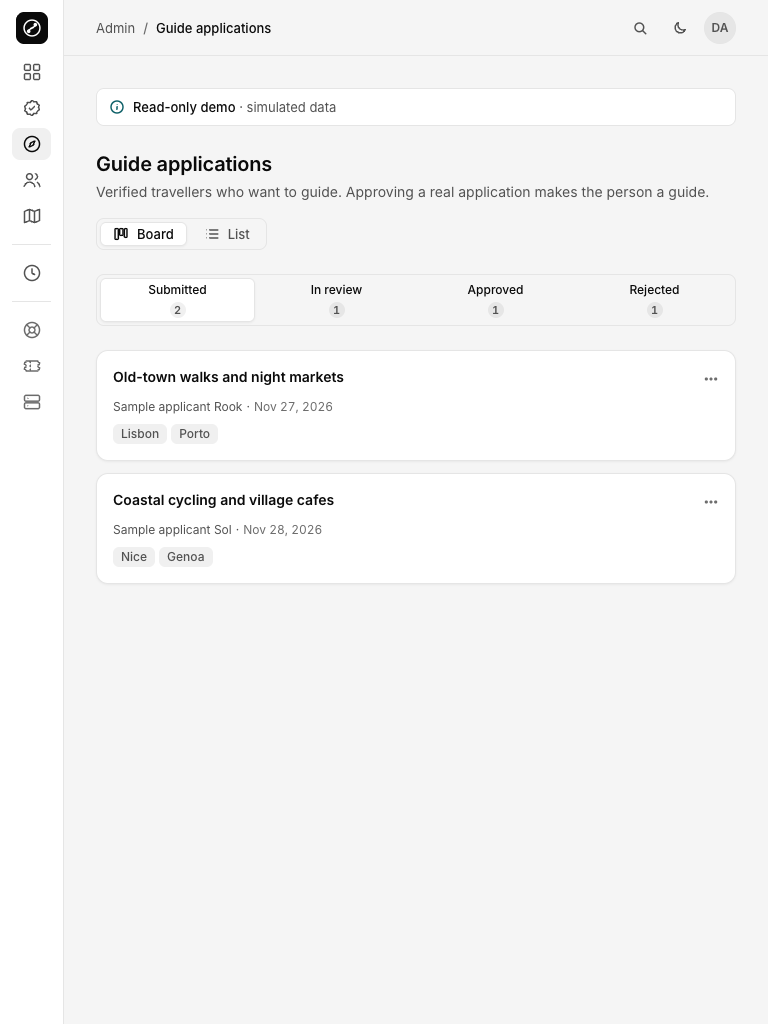 Admin / Guide applications
DA
Read-only demo · simulated data
Guide applications
Verified travellers who want to guide. Approving a real application makes the person a guide.
Board
List
Submitted
2
In review
1
Approved
1
Rejected
1
Old-town walks and night markets
Sample applicant Rook · Nov 27, 2026
Lisbon Porto
Coastal cycling and village cafes
Sample applicant Sol · Nov 28, 2026
Nice Genoa